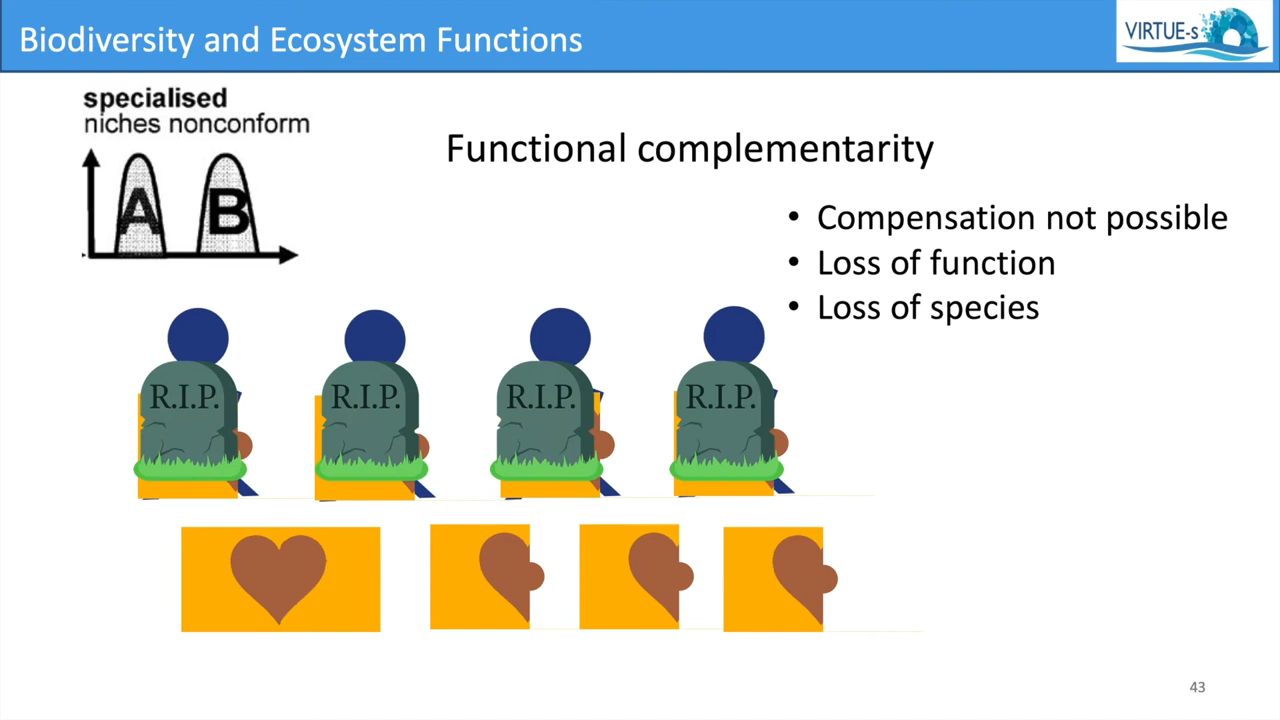 Biodiversity and Ecosystem Functions
VIRTUE-s
specialised
niches nonconform
A B
Functional complementarity
• Compensation not possible
• Loss of function
• Loss of species
R.I.P. R.I.P. R.I.P. R.I.P.
43